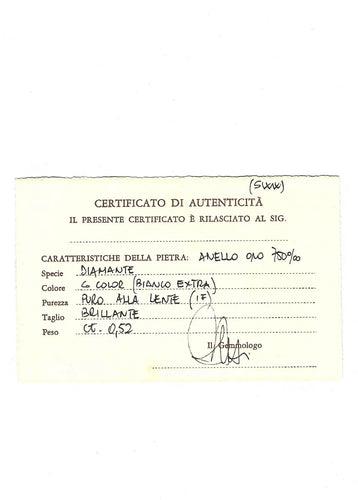 CERTIFICATO DI AUTENTICITÀ
IL PRESENTE CERTIFICATO È RILASCIATO AL SIG.
CARATTERISTICHE DELLA PIETRA: ANELLO ORO 750‰
Specie DIAMANTE
Colore G COLOR (BIANCO EXTRA)
Purezza PURO ALLA LENTE (IF)
Taglio BRILLANTE
Peso ct. 0,52
Il Gemmologo